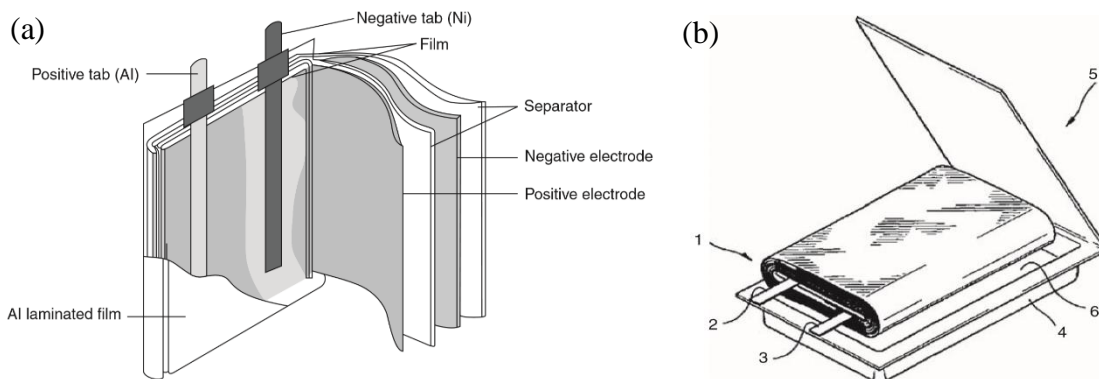 (a)
Negative tab (Ni)
Film
Positive tab (Al)
Separator
Negative electrode
Positive electrode
Al laminated film
(b)
5
1
2
3
4
6